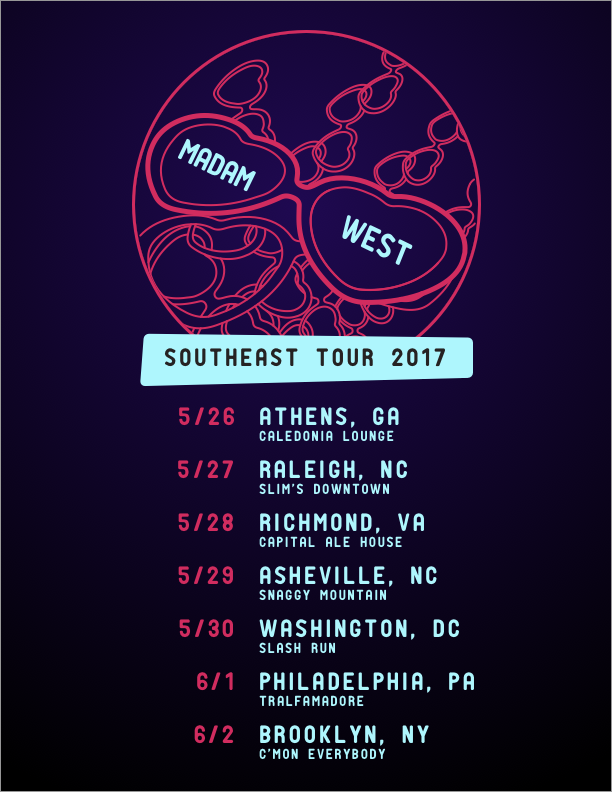 MADAM
WEST
SOUTHEAST TOUR 2017
5/26 ATHENS, GA
CALEDONIA LOUNGE
5/27 RALEIGH, NC
SLIM'S DOWNTOWN
5/28 RICHMOND, VA
CAPITAL ALE HOUSE
5/29 ASHEVILLE, NC
SNAGGY MOUNTAIN
5/30 WASHINGTON, DC
SLASH RUN
6/1 PHILADELPHIA, PA
TRALFAMADORE
6/2 BROOKLYN, NY
C'MON EVERYBODY